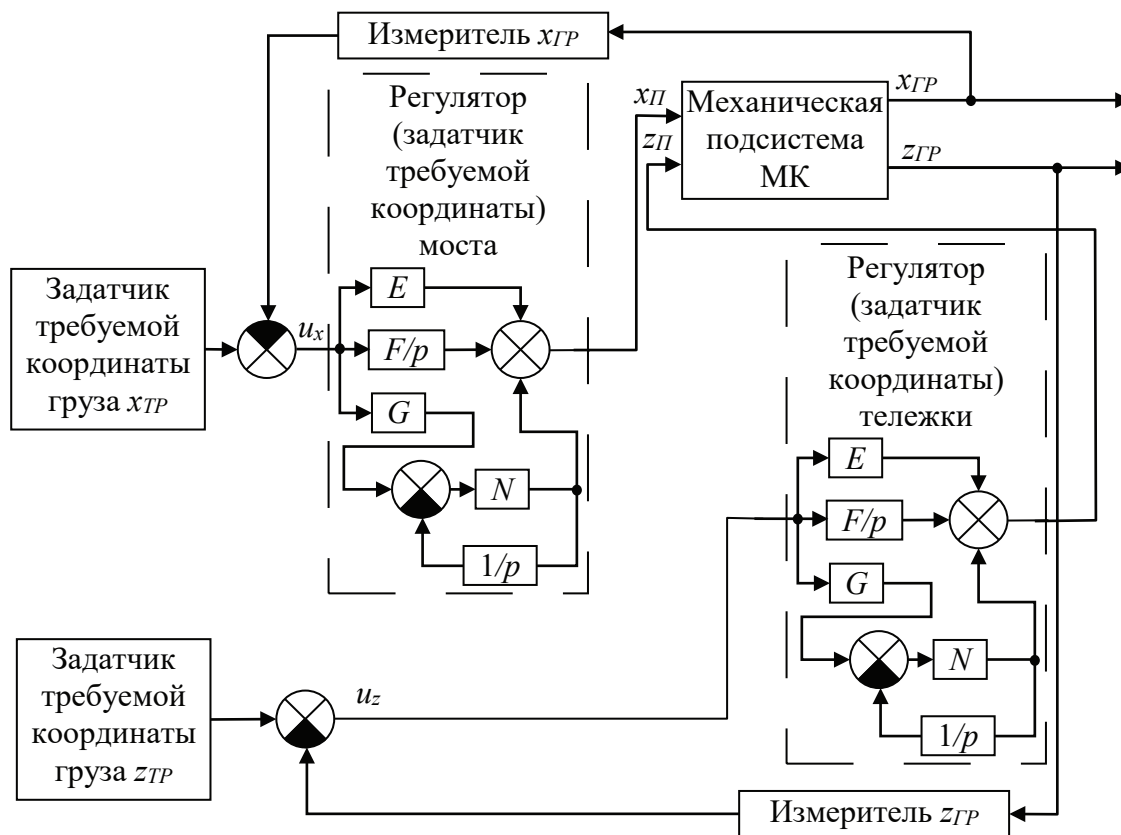 Измеритель xГР
Регулятор
(задатчик
требуемой
координаты)
моста
xП
zП
Механическая
подсистема
МК
xГР
zГР
Задатчик
требуемой
координаты
груза xТР
ux
E
F/p
G
N
1/p
Регулятор
(задатчик
требуемой
координаты)
тележки
E
F/p
G
N
1/p
Задатчик
требуемой
координаты
груза zТР
uz
Измеритель zГР